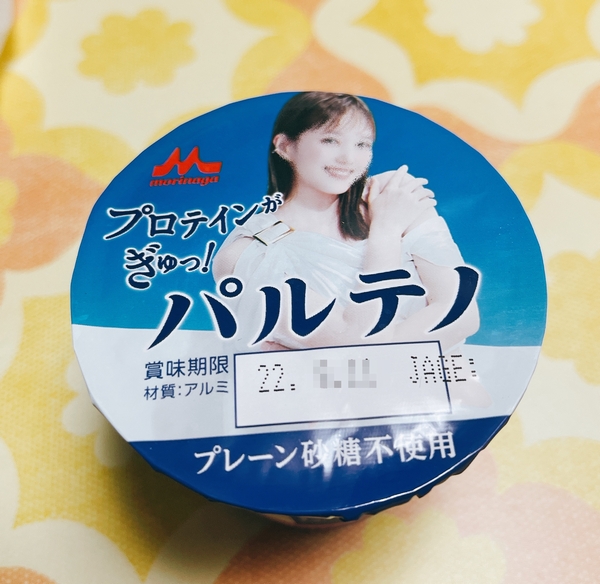 morinaga
プロテインが
ぎゅっ!
パルテノ
賞味期限
材質:アルミ
22.
プレーン砂糖不使用